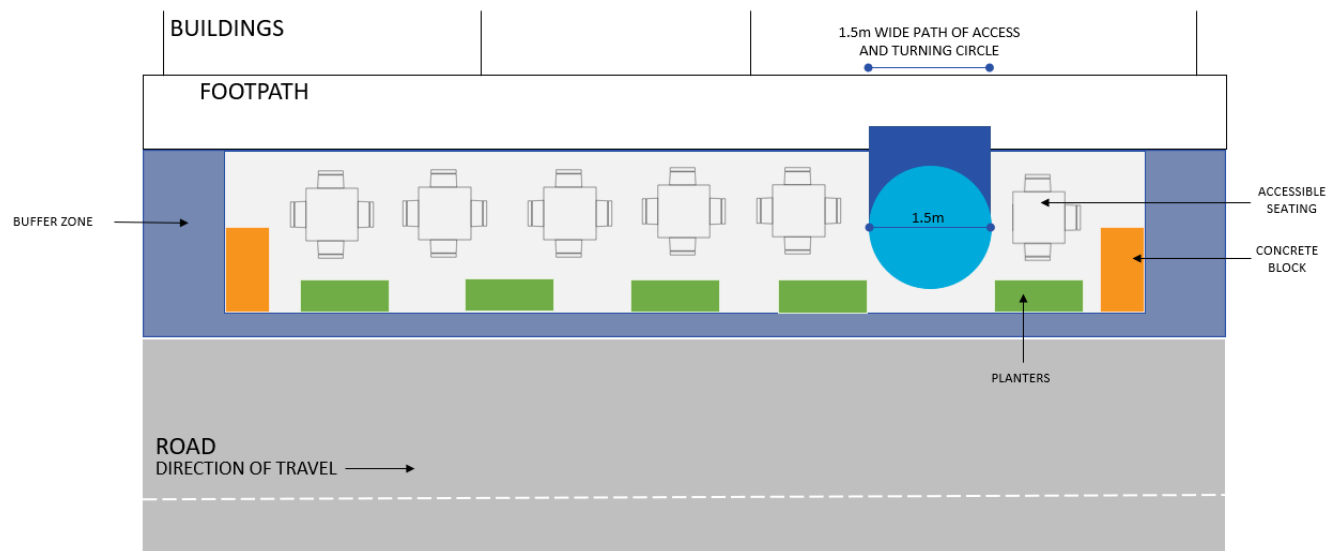 BUILDINGS
1.5m WIDE PATH OF ACCESS
AND TURNING CIRCLE
FOOTPATH
ACCESSIBLE
SEATING
BUFFER ZONE
1.5m
CONCRETE
BLOCK
PLANTERS
ROAD
DIRECTION OF TRAVEL